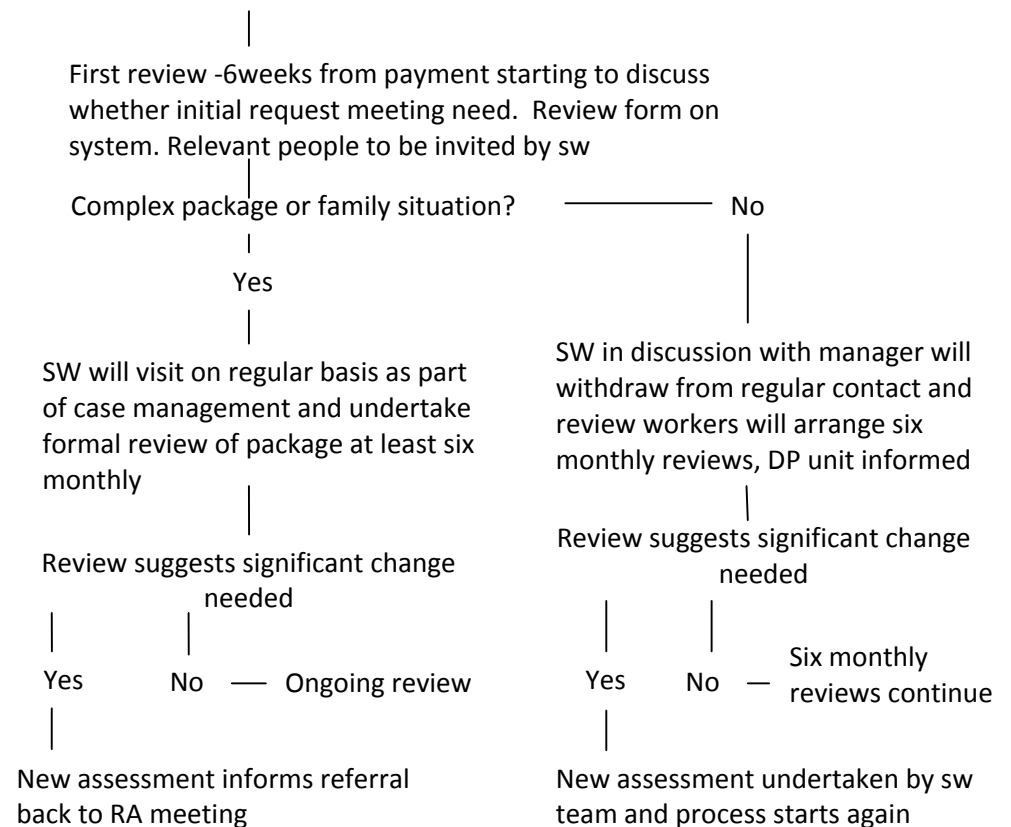 First review -6weeks from payment starting to discuss
whether initial request meeting need.  Review form on
system. Relevant people to be invited by sw
Complex package or family situation?
No
Yes
SW will visit on regular basis as part
of case management and undertake
formal review of package at least six
monthly
SW in discussion with manager will
withdraw from regular contact and
review workers will arrange six
monthly reviews, DP unit informed
Review suggests significant change
needed
Review suggests significant change
needed
Yes
No
Ongoing review
Yes
No
Six monthly
reviews continue
New assessment informs referral
back to RA meeting
New assessment undertaken by sw
team and process starts again